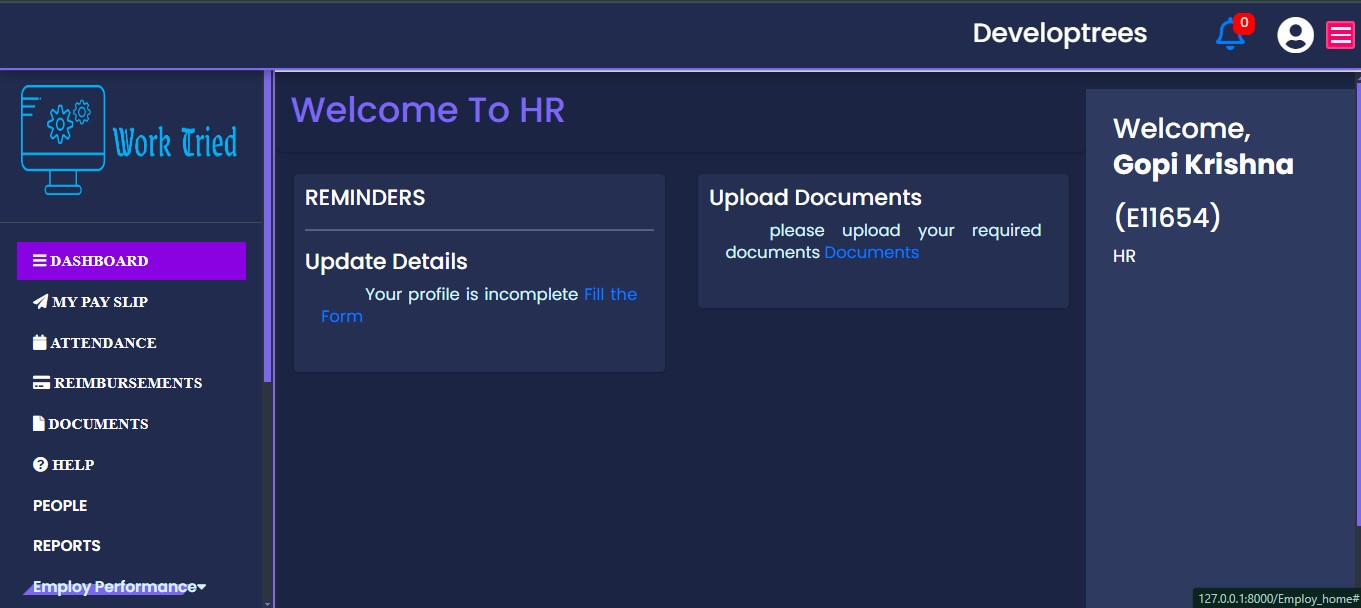 Developtrees
0
Work Tried
DASHBOARD
MY PAY SLIP
ATTENDANCE
REIMBURSEMENTS
DOCUMENTS
HELP
PEOPLE
REPORTS
Employ Performance
Welcome To HR
REMINDERS
Update Details
Your profile is incomplete Fill the
Form
Upload Documents
please upload your required
documents Documents
Welcome,
Gopi Krishna
(E11654)
HR
127.0.0.1:8000/Employ_home#